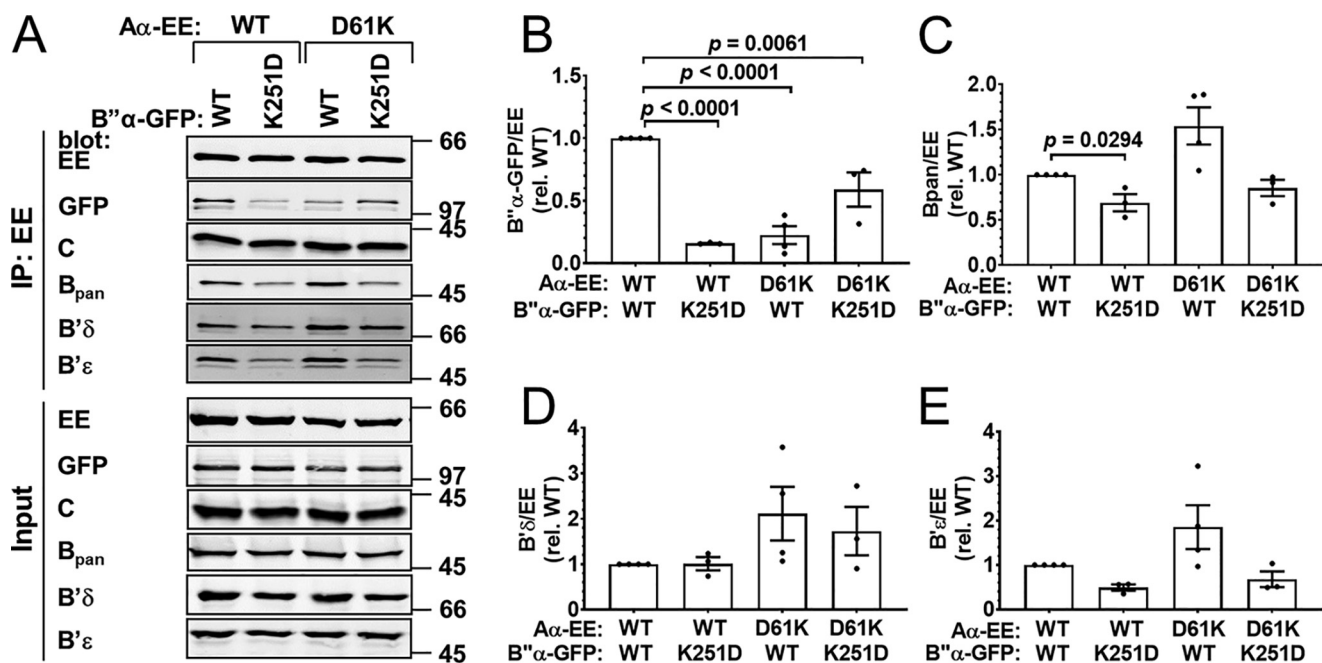 A
Aα-EE: WT D61K
B''α-GFP: WT K251D WT K251D
blot:
IP: EE
EE 66
GFP 97
C 45
Bpan 45
B'δ 66
B'ε 45
Input
EE 66
GFP 97
C 45
Bpan 45
B'δ 66
B'ε 45
B
p = 0.0061
p < 0.0001
p < 0.0001
B''α-GFP/EE
(rel. WT)
1.5
1.0
0.5
0.0
Aα-EE: WT WT D61K D61K
B''α-GFP: WT K251D WT K251D
C
p = 0.0294
Bpan/EE
(rel. WT)
2.0
1.5
1.0
0.5
0.0
Aα-EE: WT WT D61K D61K
B''α-GFP: WT K251D WT K251D
D
B'δ/EE
(rel. WT)
4
3
2
1
0
Aα-EE: WT WT D61K D61K
B''α-GFP: WT K251D WT K251D
E
B'ε/EE
(rel. WT)
4
3
2
1
0
Aα-EE: WT WT D61K D61K
B''α-GFP: WT K251D WT K251D